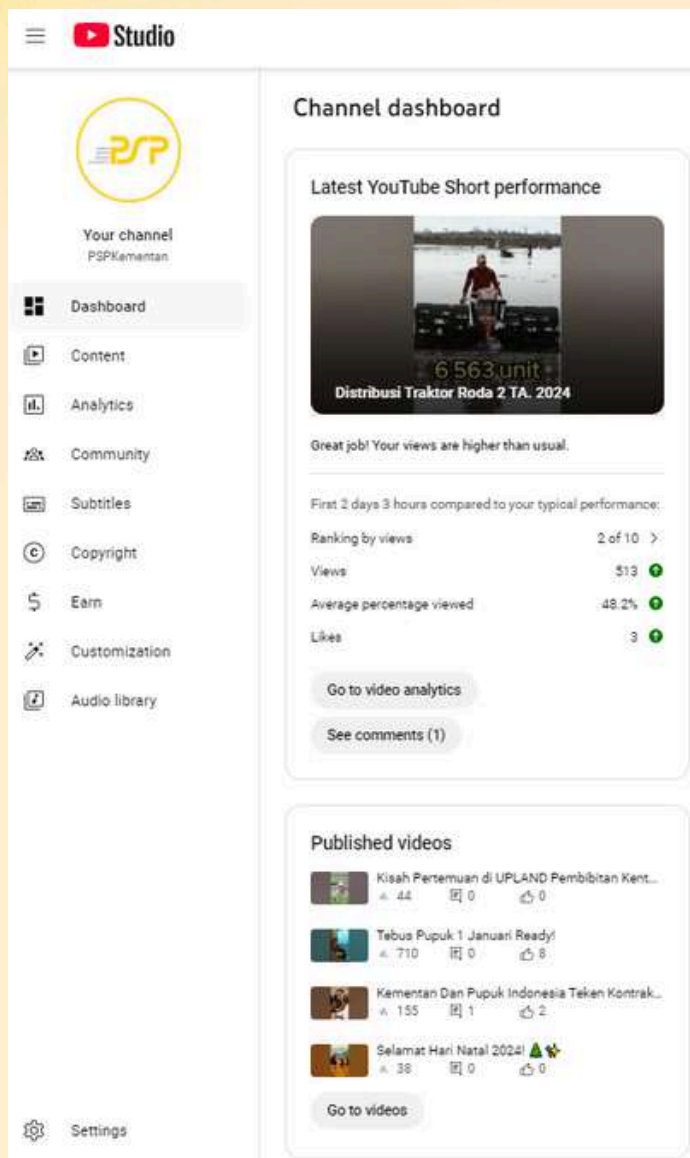 Studio
PSP
Your channel
PSPKementan
Dashboard
Content
Analytics
Community
Subtitles
Copyright
Earn
Customization
Audio library
Settings
Channel dashboard
Latest YouTube Short performance
6 563 unit
Distribusi Traktor Roda 2 TA. 2024
Great job! Your views are higher than usual.
First 2 days 3 hours compared to your typical performance:
Ranking by views 2 of 10
Views 513
Average percentage viewed 48.2%
Likes 3
Go to video analytics
See comments (1)
Published videos
Kisah Pertemuan di UPLAND Pembibitan Kent...
44 0 0
Tebus Pupuk 1 Januari Ready!
710 0 8
Kementan Dan Pupuk Indonesia Teken Kontrak...
155 1 2
Selamat Hari Natal 2024! 🎄✨
38 0 0
Go to videos